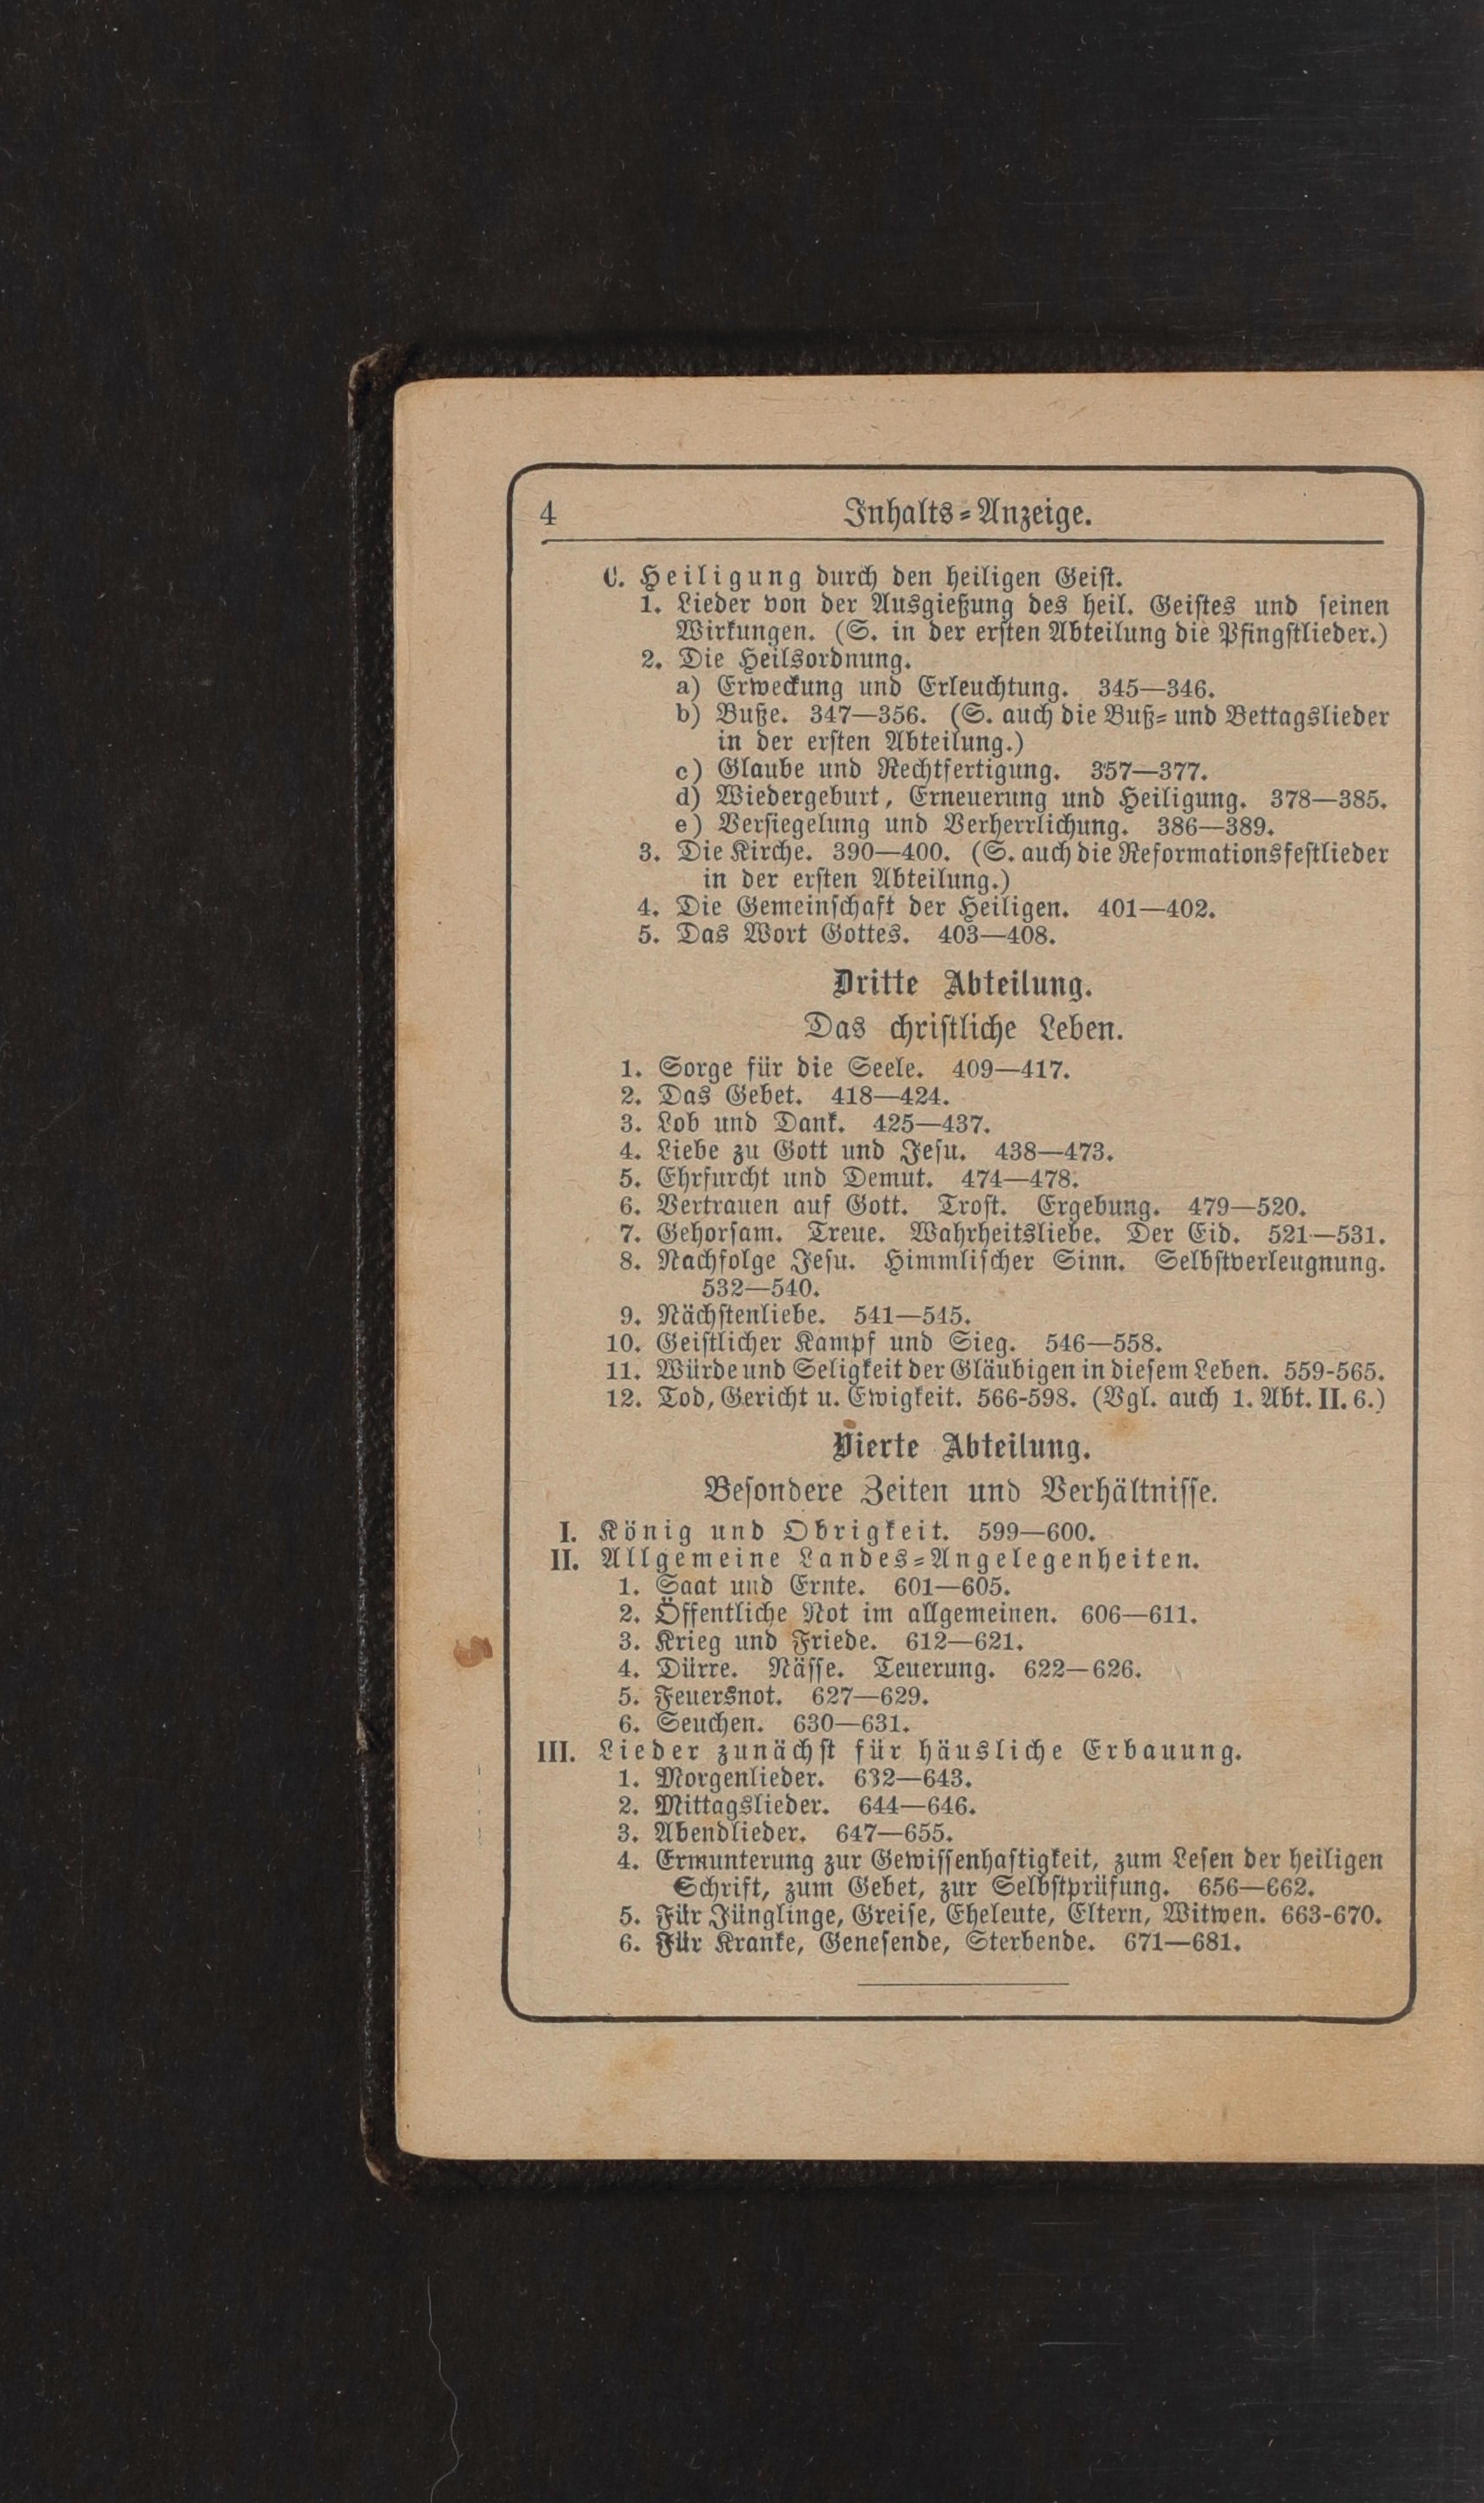 4 Inhalts-Anzeige.
C. Heiligung durch den heiligen Geist.
1. Lieder von der Ausgießung des heil. Geistes und seinen
Wirkungen. (S. in der ersten Abteilung die Pfingstlieder.)
2. Die Heilsordnung.
a) Erweckung und Erleuchtung. 345—346.
b) Buße. 347—356. (S. auch die Buß- und Bettagslieder
in der ersten Abteilung.)
c) Glaube und Rechtfertigung. 357—377.
d) Wiedergeburt, Erneuerung und Heiligung. 378—385.
e) Versiegelung und Verherrlichung. 386—389.
3. Die Kirche. 390—400. (S. auch die Reformationsfestlieder
in der ersten Abteilung.)
4. Die Gemeinschaft der Heiligen. 401—402.
5. Das Wort Gottes. 403—408.
Dritte Abteilung.
Das christliche Leben.
1. Sorge für die Seele. 409—417.
2. Das Gebet. 418—424.
3. Lob und Dank. 425—437.
4. Liebe zu Gott und Jesu. 438—473.
5. Ehrfurcht und Demut. 474—478.
6. Vertrauen auf Gott. Trost. Ergebung. 479—520.
7. Gehorsam. Treue. Wahrheitsliebe. Der Eid. 521—531.
8. Nachfolge Jesu. Himmlischer Sinn. Selbstverleugnung.
532—540.
9. Nächstenliebe. 541—545.
10. Geistlicher Kampf und Sieg. 546—558.
11. Würde und Seligkeit der Gläubigen in diesem Leben. 559-565.
12. Tod, Gericht u. Ewigkeit. 566-598. (Vgl. auch 1. Abt. II. 6.)
Vierte Abteilung.
Besondere Zeiten und Verhältnisse.
I. König und Obrigkeit. 599—600.
II. Allgemeine Landes-Angelegenheiten.
1. Saat und Ernte. 601—605.
2. Öffentliche Not im allgemeinen. 606—611.
3. Krieg und Friede. 612—621.
4. Dürre. Nässe. Teuerung. 622—626.
5. Feuersnot. 627—629.
6. Seuchen. 630—631.
III. Lieder zunächst für häusliche Erbauung.
1. Morgenlieder. 632—643.
2. Mittagslieder. 644—646.
3. Abendlieder. 647—655.
4. Ermunterung zur Gewissenhaftigkeit, zum Lesen der heiligen
Schrift, zum Gebet, zur Selbstprüfung. 656—662.
5. Für Jünglinge, Greise, Eheleute, Eltern, Witwen. 663-670.
6. Für Kranke, Genesende, Sterbende. 671—681.